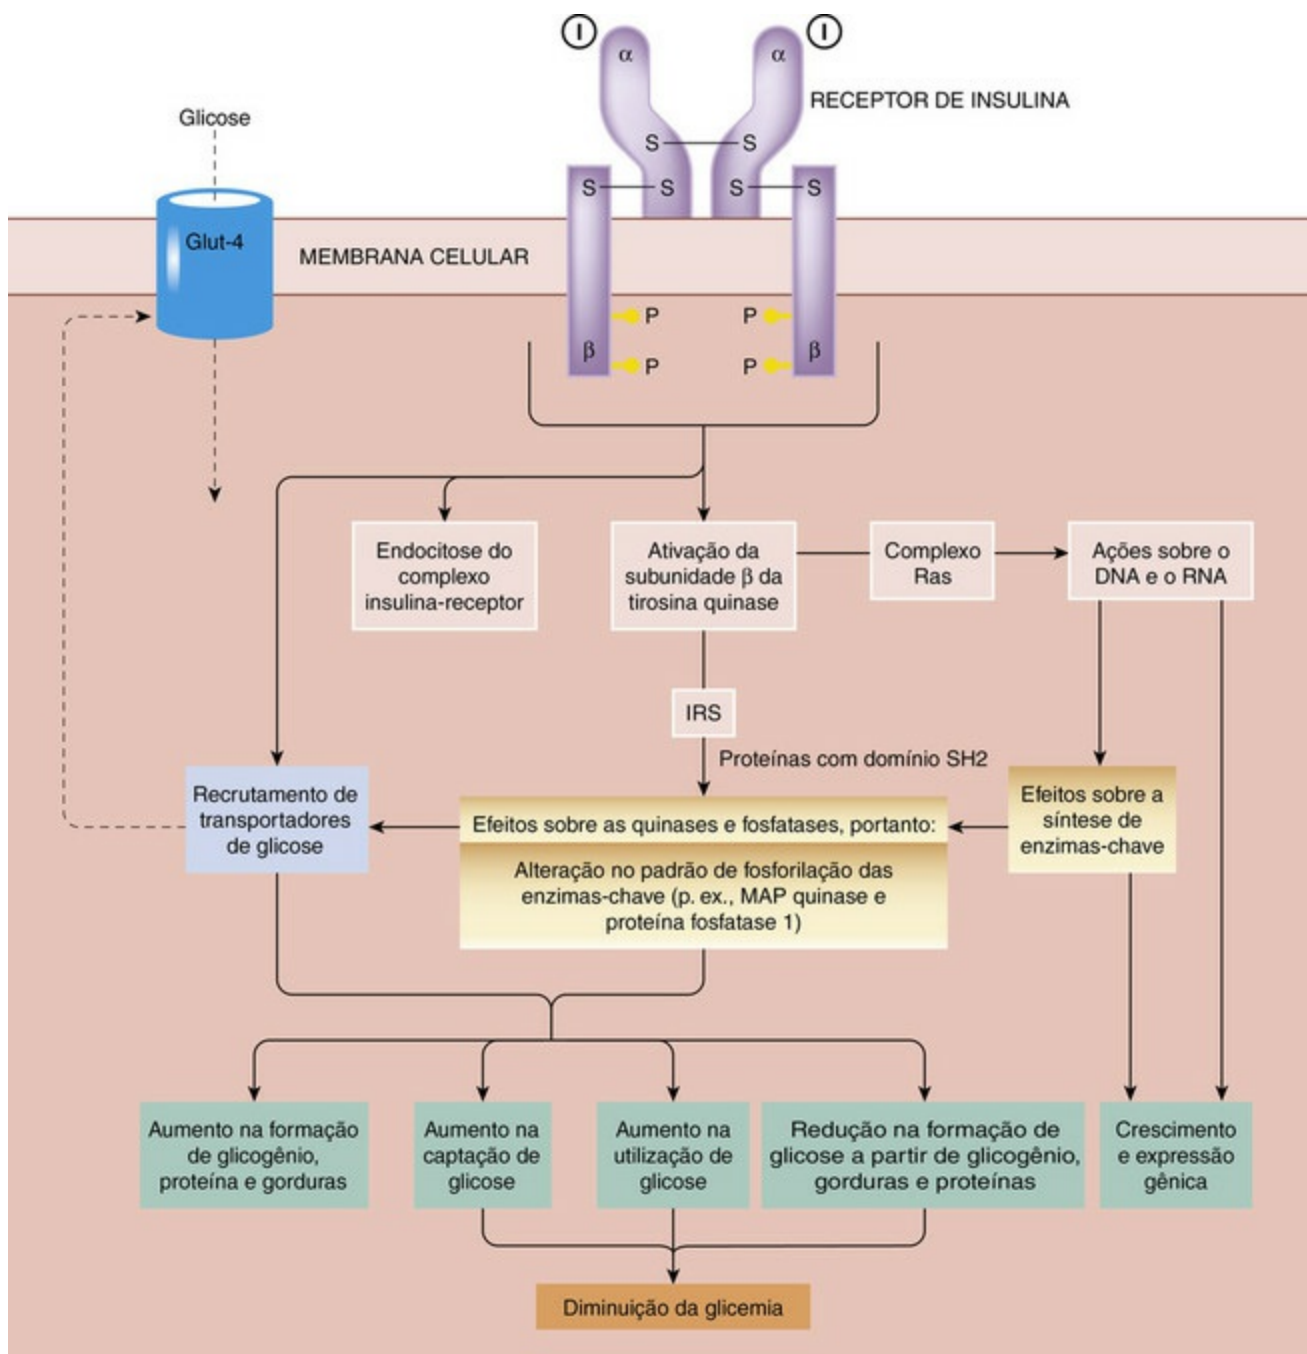 I
I
α
α
RECEPTOR DE INSULINA
Glicose
S S
S S S S
Glut-4
MEMBRANA CELULAR
P P
β β
P P
Endocitose do
complexo
insulina-receptor
Ativação da
subunidade β da
tirosina quinase
Complexo
Ras
Ações sobre o
DNA e o RNA
IRS
Proteínas com domínio SH2
Recrutamento de
transportadores
de glicose
Efeitos sobre as quinases e fosfatases, portanto:
Alteração no padrão de fosforilação das
enzimas-chave (p. ex., MAP quinase e
proteína fosfatase 1)
Efeitos sobre a
síntese de
enzimas-chave
Aumento na formação
de glicogênio,
proteína e gorduras
Aumento na
captação de
glicose
Aumento na
utilização de
glicose
Redução na formação de
glicose a partir de glicogênio,
gorduras e proteínas
Crescimento
e expressão
gênica
Diminuição da glicemia